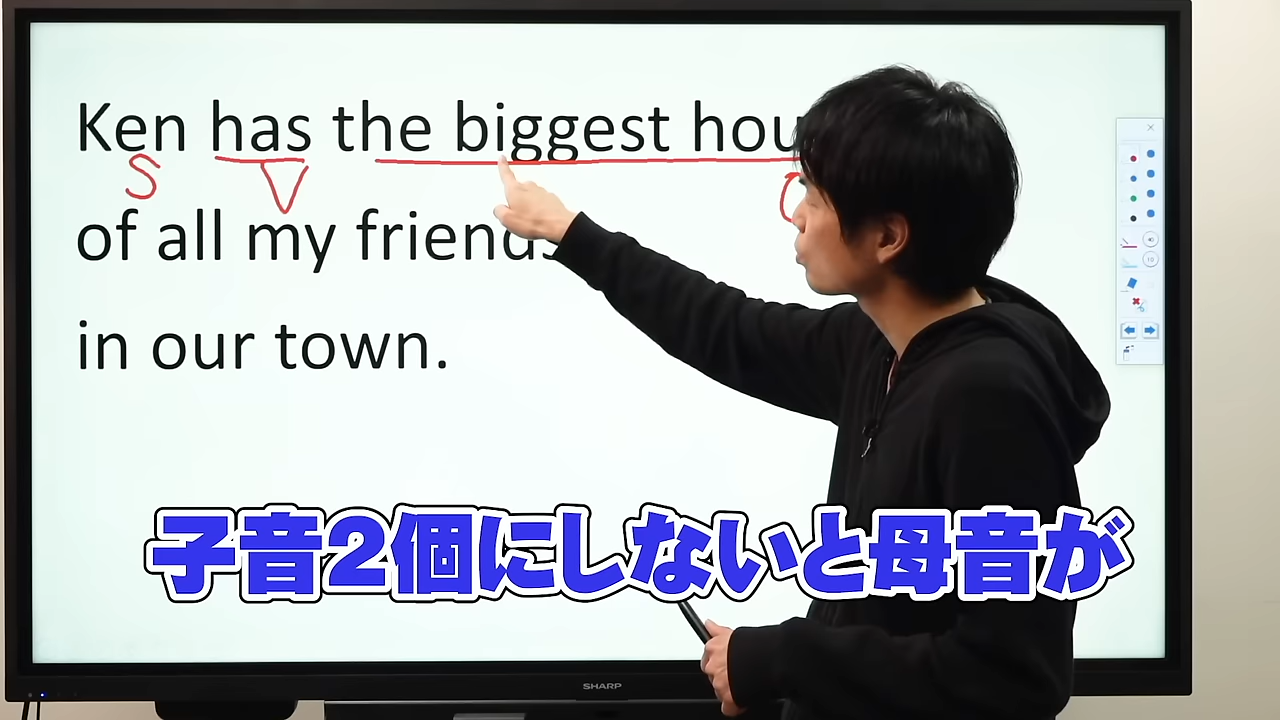 Ken has the biggest hou
S V
of all my friends
in our town.
子音2個にしないと母音が
SHARP